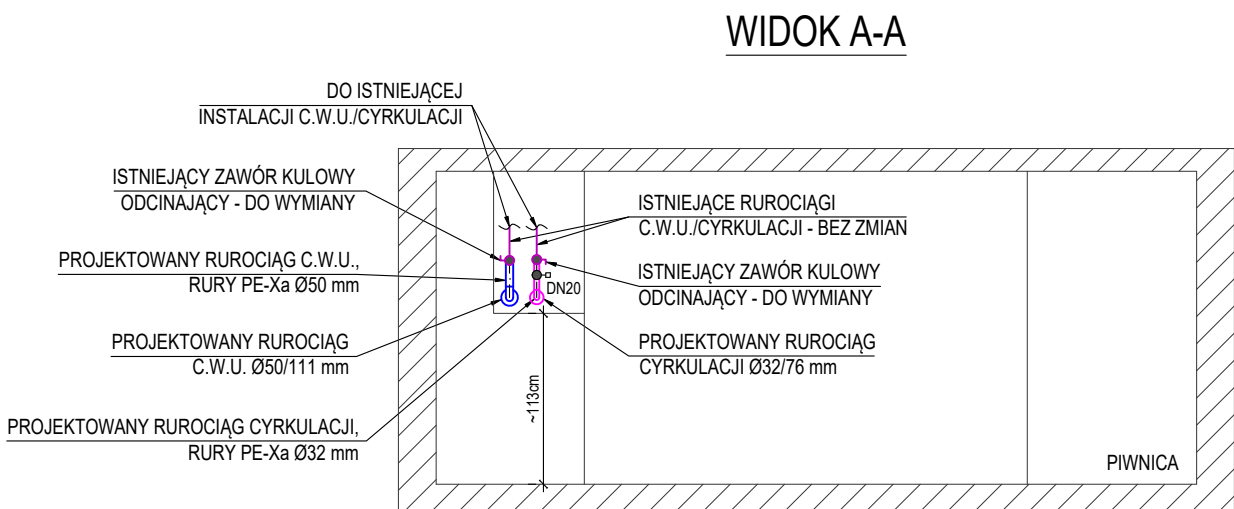 WIDOK A-A
DO ISTNIEJĄCEJ
INSTALACJI C.W.U./CYRKULACJI
ISTNIEJĄCY ZAWÓR KULOWY
ODCINAJĄCY - DO WYMIANY
PROJEKTOWANY RUROCIĄG C.W.U.,
RURY PE-Xa Ø50 mm
PROJEKTOWANY RUROCIĄG
C.W.U. Ø50/111 mm
PROJEKTOWANY RUROCIĄG CYRKULACJI,
RURY PE-Xa Ø32 mm
ISTNIEJĄCE RUROCIĄGI
C.W.U./CYRKULACJI - BEZ ZMIAN
ISTNIEJĄCY ZAWÓR KULOWY
ODCINAJĄCY - DO WYMIANY
DN20
PROJEKTOWANY RUROCIĄG
CYRKULACJI Ø32/76 mm
~113cm
PIWNICA